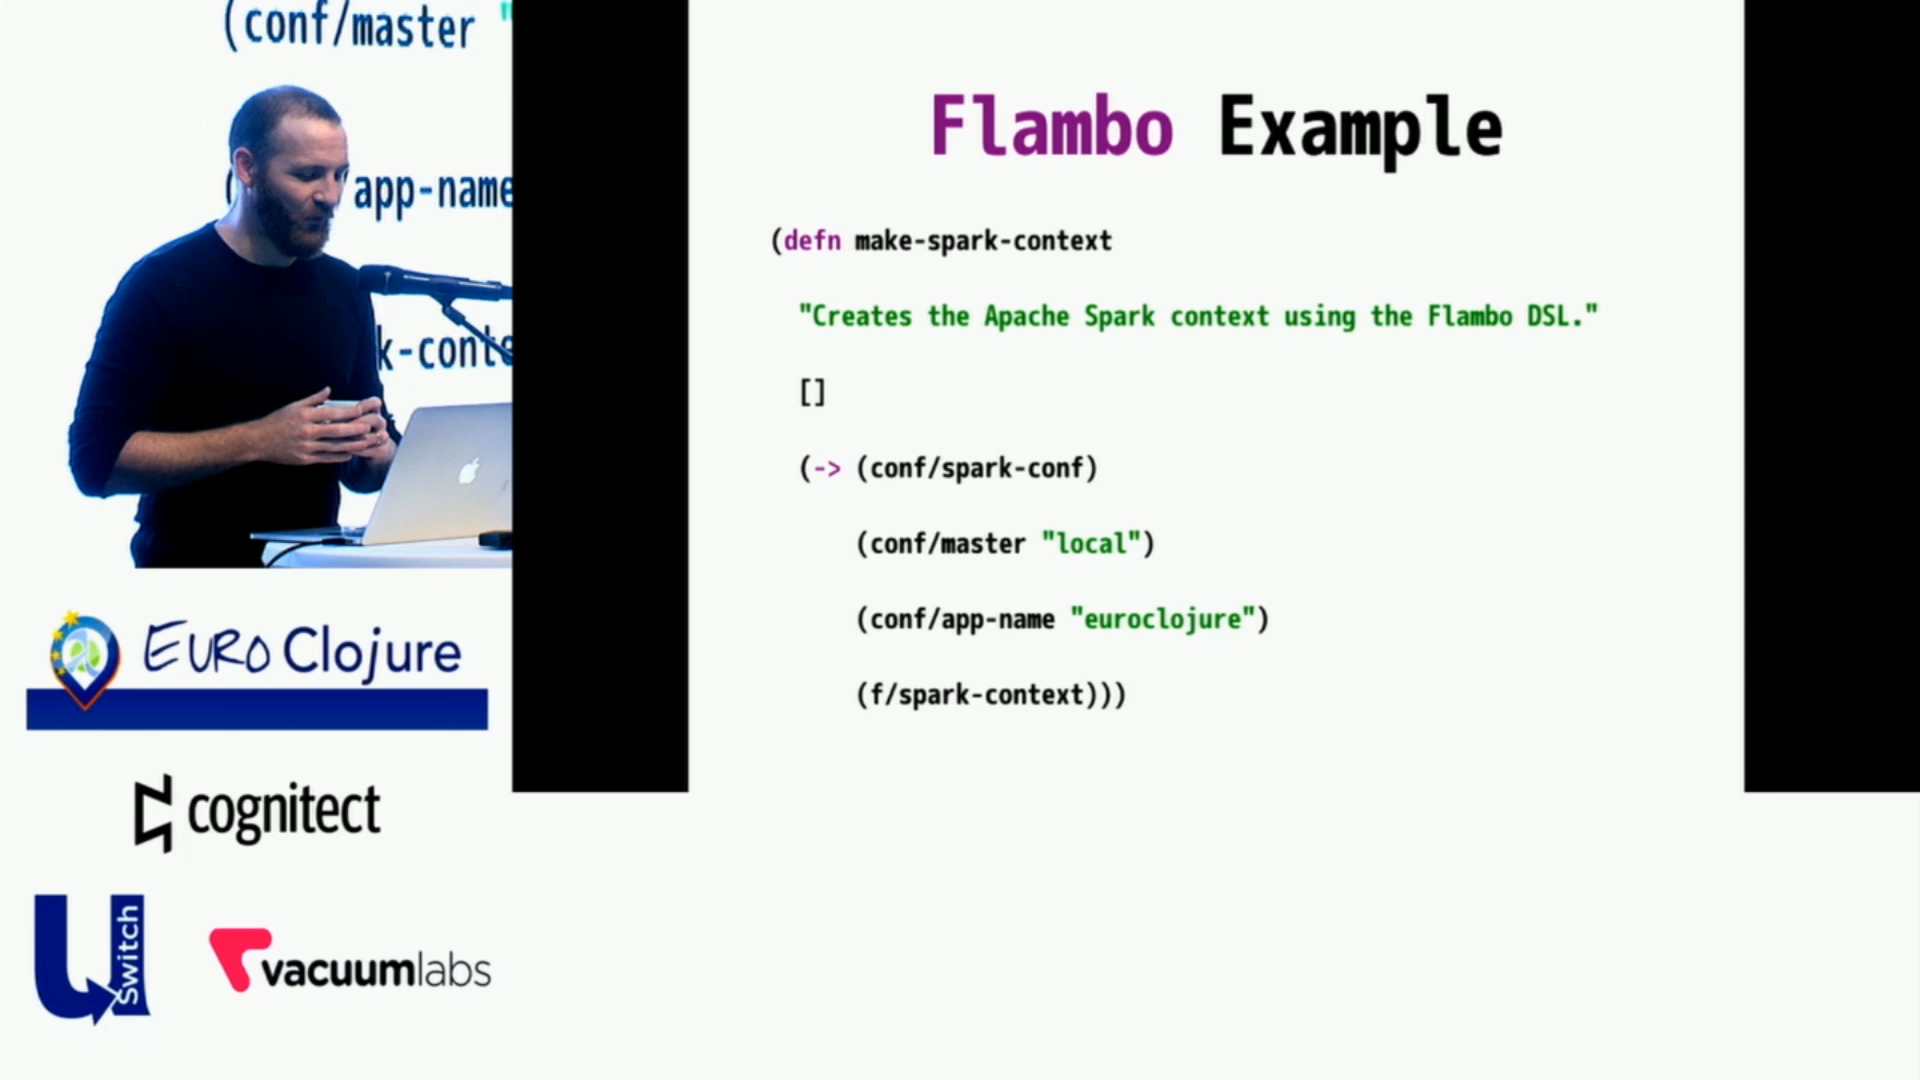 (conf/master "
app-name
k-conte
EURO Clojure
cognitect
uSwitch
vacuumlabs
Flambo Example
(defn make-spark-context
"Creates the Apache Spark context using the Flambo DSL."
[]
(-> (conf/spark-conf)
(conf/master "local")
(conf/app-name "euroclojure")
(f/spark-context)))